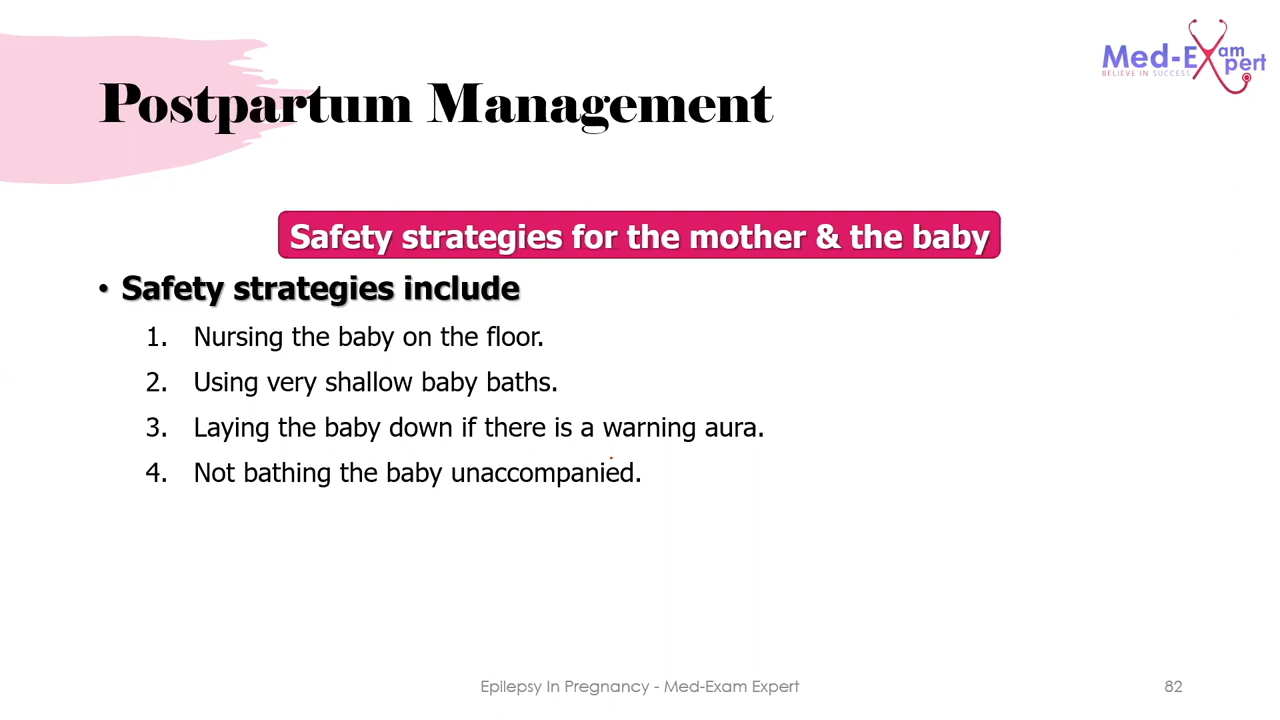 Med-Exam Expert
BELIEVE IN SUCCESS
Postpartum Management
Safety strategies for the mother & the baby
• Safety strategies include
1. Nursing the baby on the floor.
2. Using very shallow baby baths.
3. Laying the baby down if there is a warning aura.
4. Not bathing the baby unaccompanied.
Epilepsy In Pregnancy - Med-Exam Expert
82